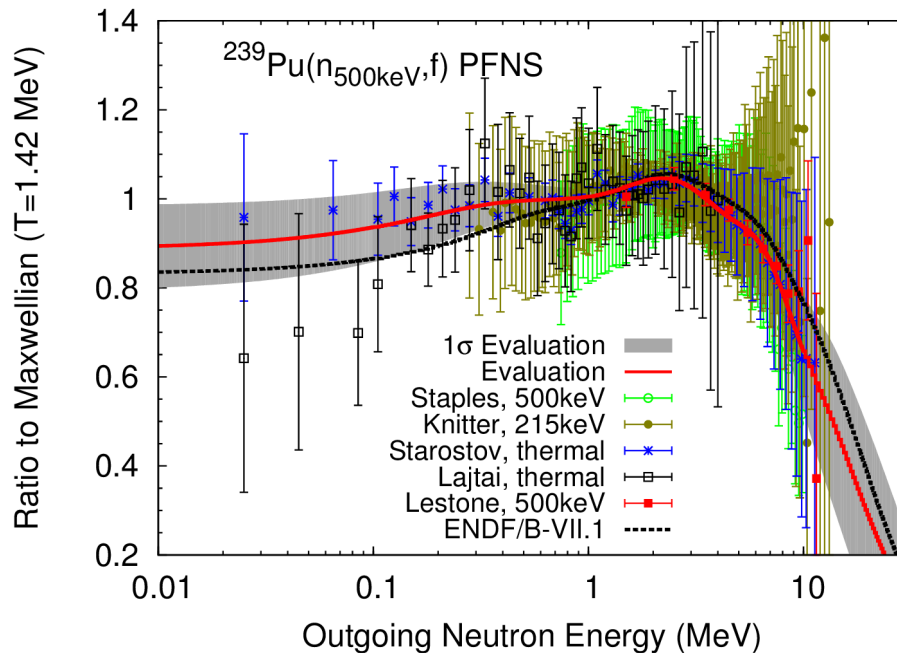 1.4
1.2
1
0.8
0.6
0.4
0.2
Ratio to Maxwellian (T=1.42 MeV)
²³⁹Pu(n₅₀₀ₖₑV,f) PFNS
1σ Evaluation
Evaluation
Staples, 500keV
Knitter, 215keV
Starostov, thermal
Lajtai, thermal
Lestone, 500keV
ENDF/B-VII.1
0.01 0.1 1 10
Outgoing Neutron Energy (MeV)